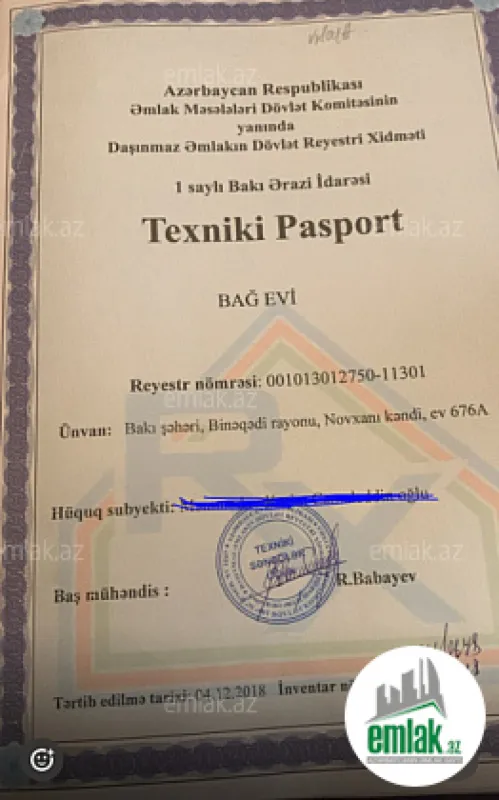 Azərbaycan Respublikası
Əmlak Məsələləri Dövlət Komitəsinin
yanında
Daşınmaz Əmlakın Dövlət Reyestri Xidməti
1 saylı Bakı Ərazi İdarəsi
Texniki Pasport
BAĞ EVİ
Reyestr nömrəsi: 001013012750-11301
Ünvan: Bakı şəhəri, Binəqədi rayonu, Novxanı kəndi, ev 676A
Hüquq subyekti:
TEXNİKİ
SƏNƏDLƏR
Baş mühəndis : R.Babayev
Tərtib edilmə tarixi: 04.12.2018 İnventar
emlak.az